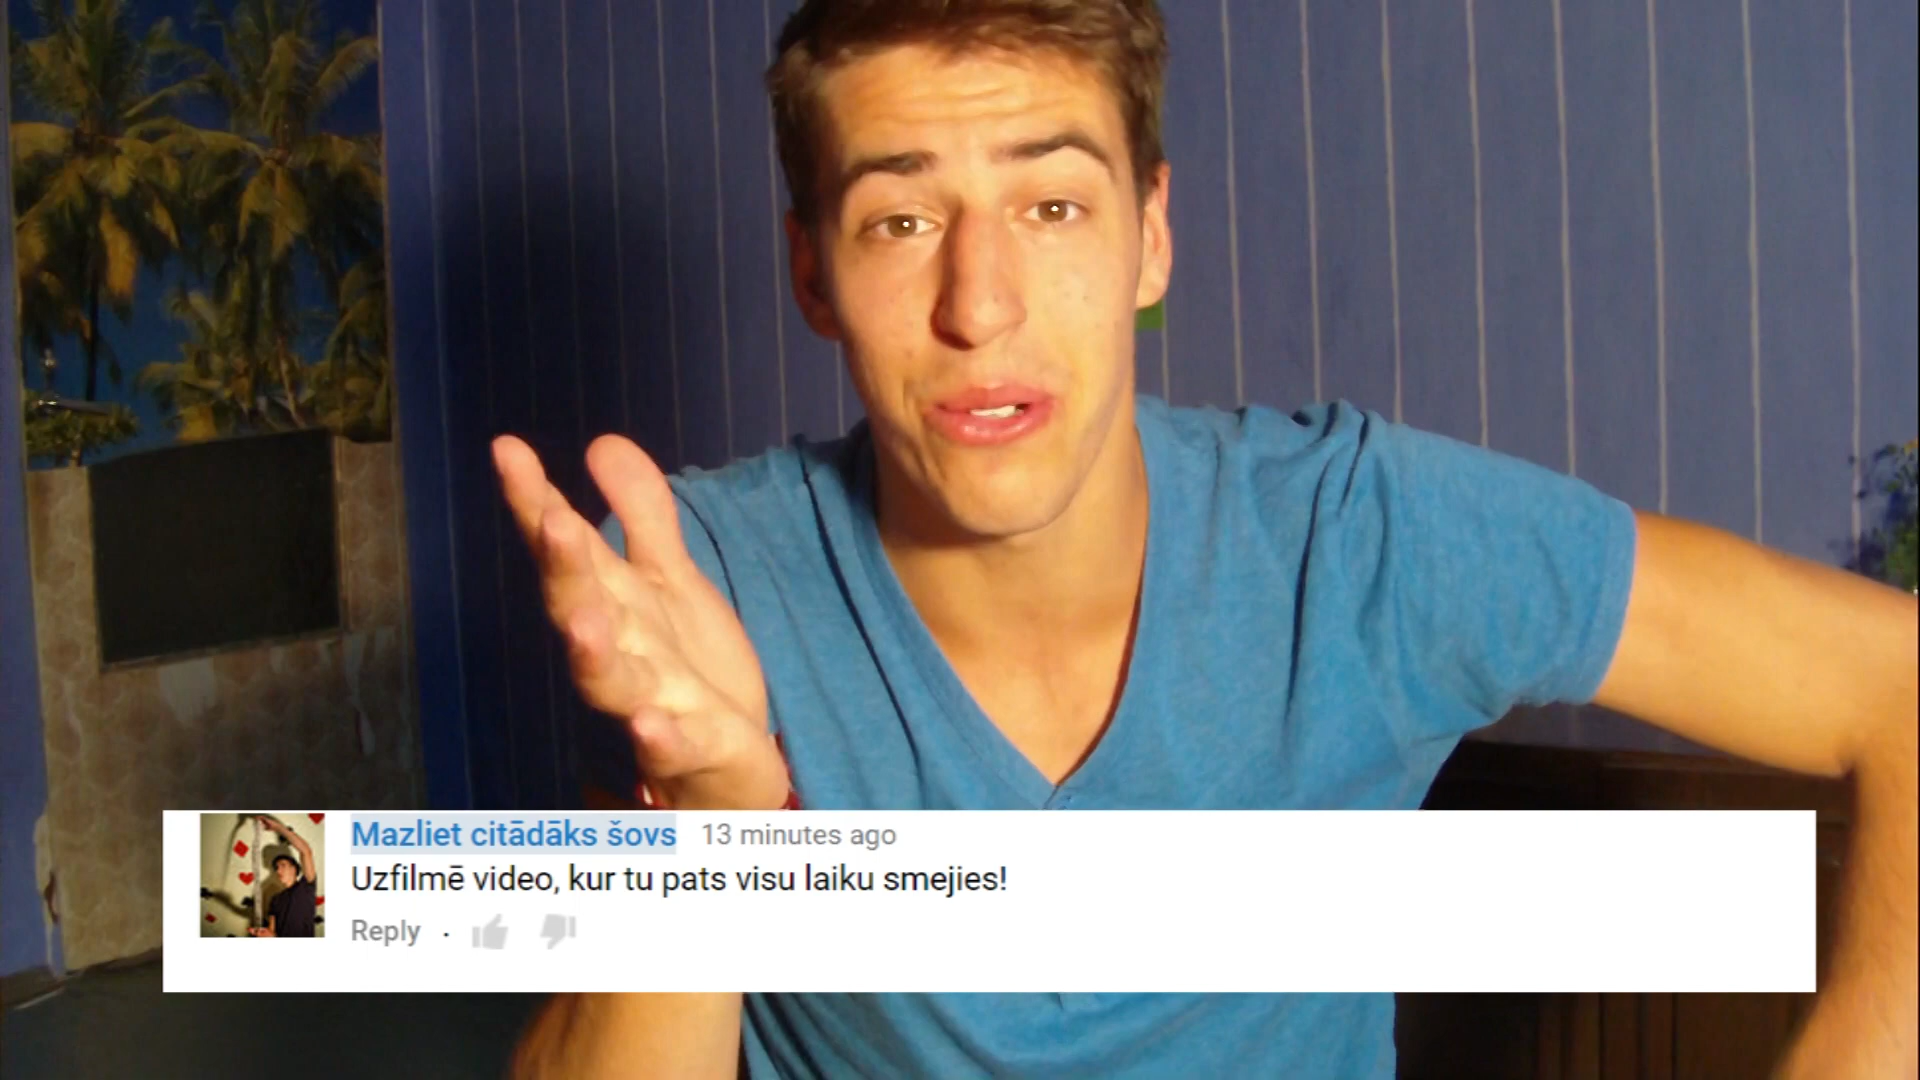 Mazliet citādāks šovs 13 minutes ago
Uzfilmē video, kur tu pats visu laiku smejies!
Reply